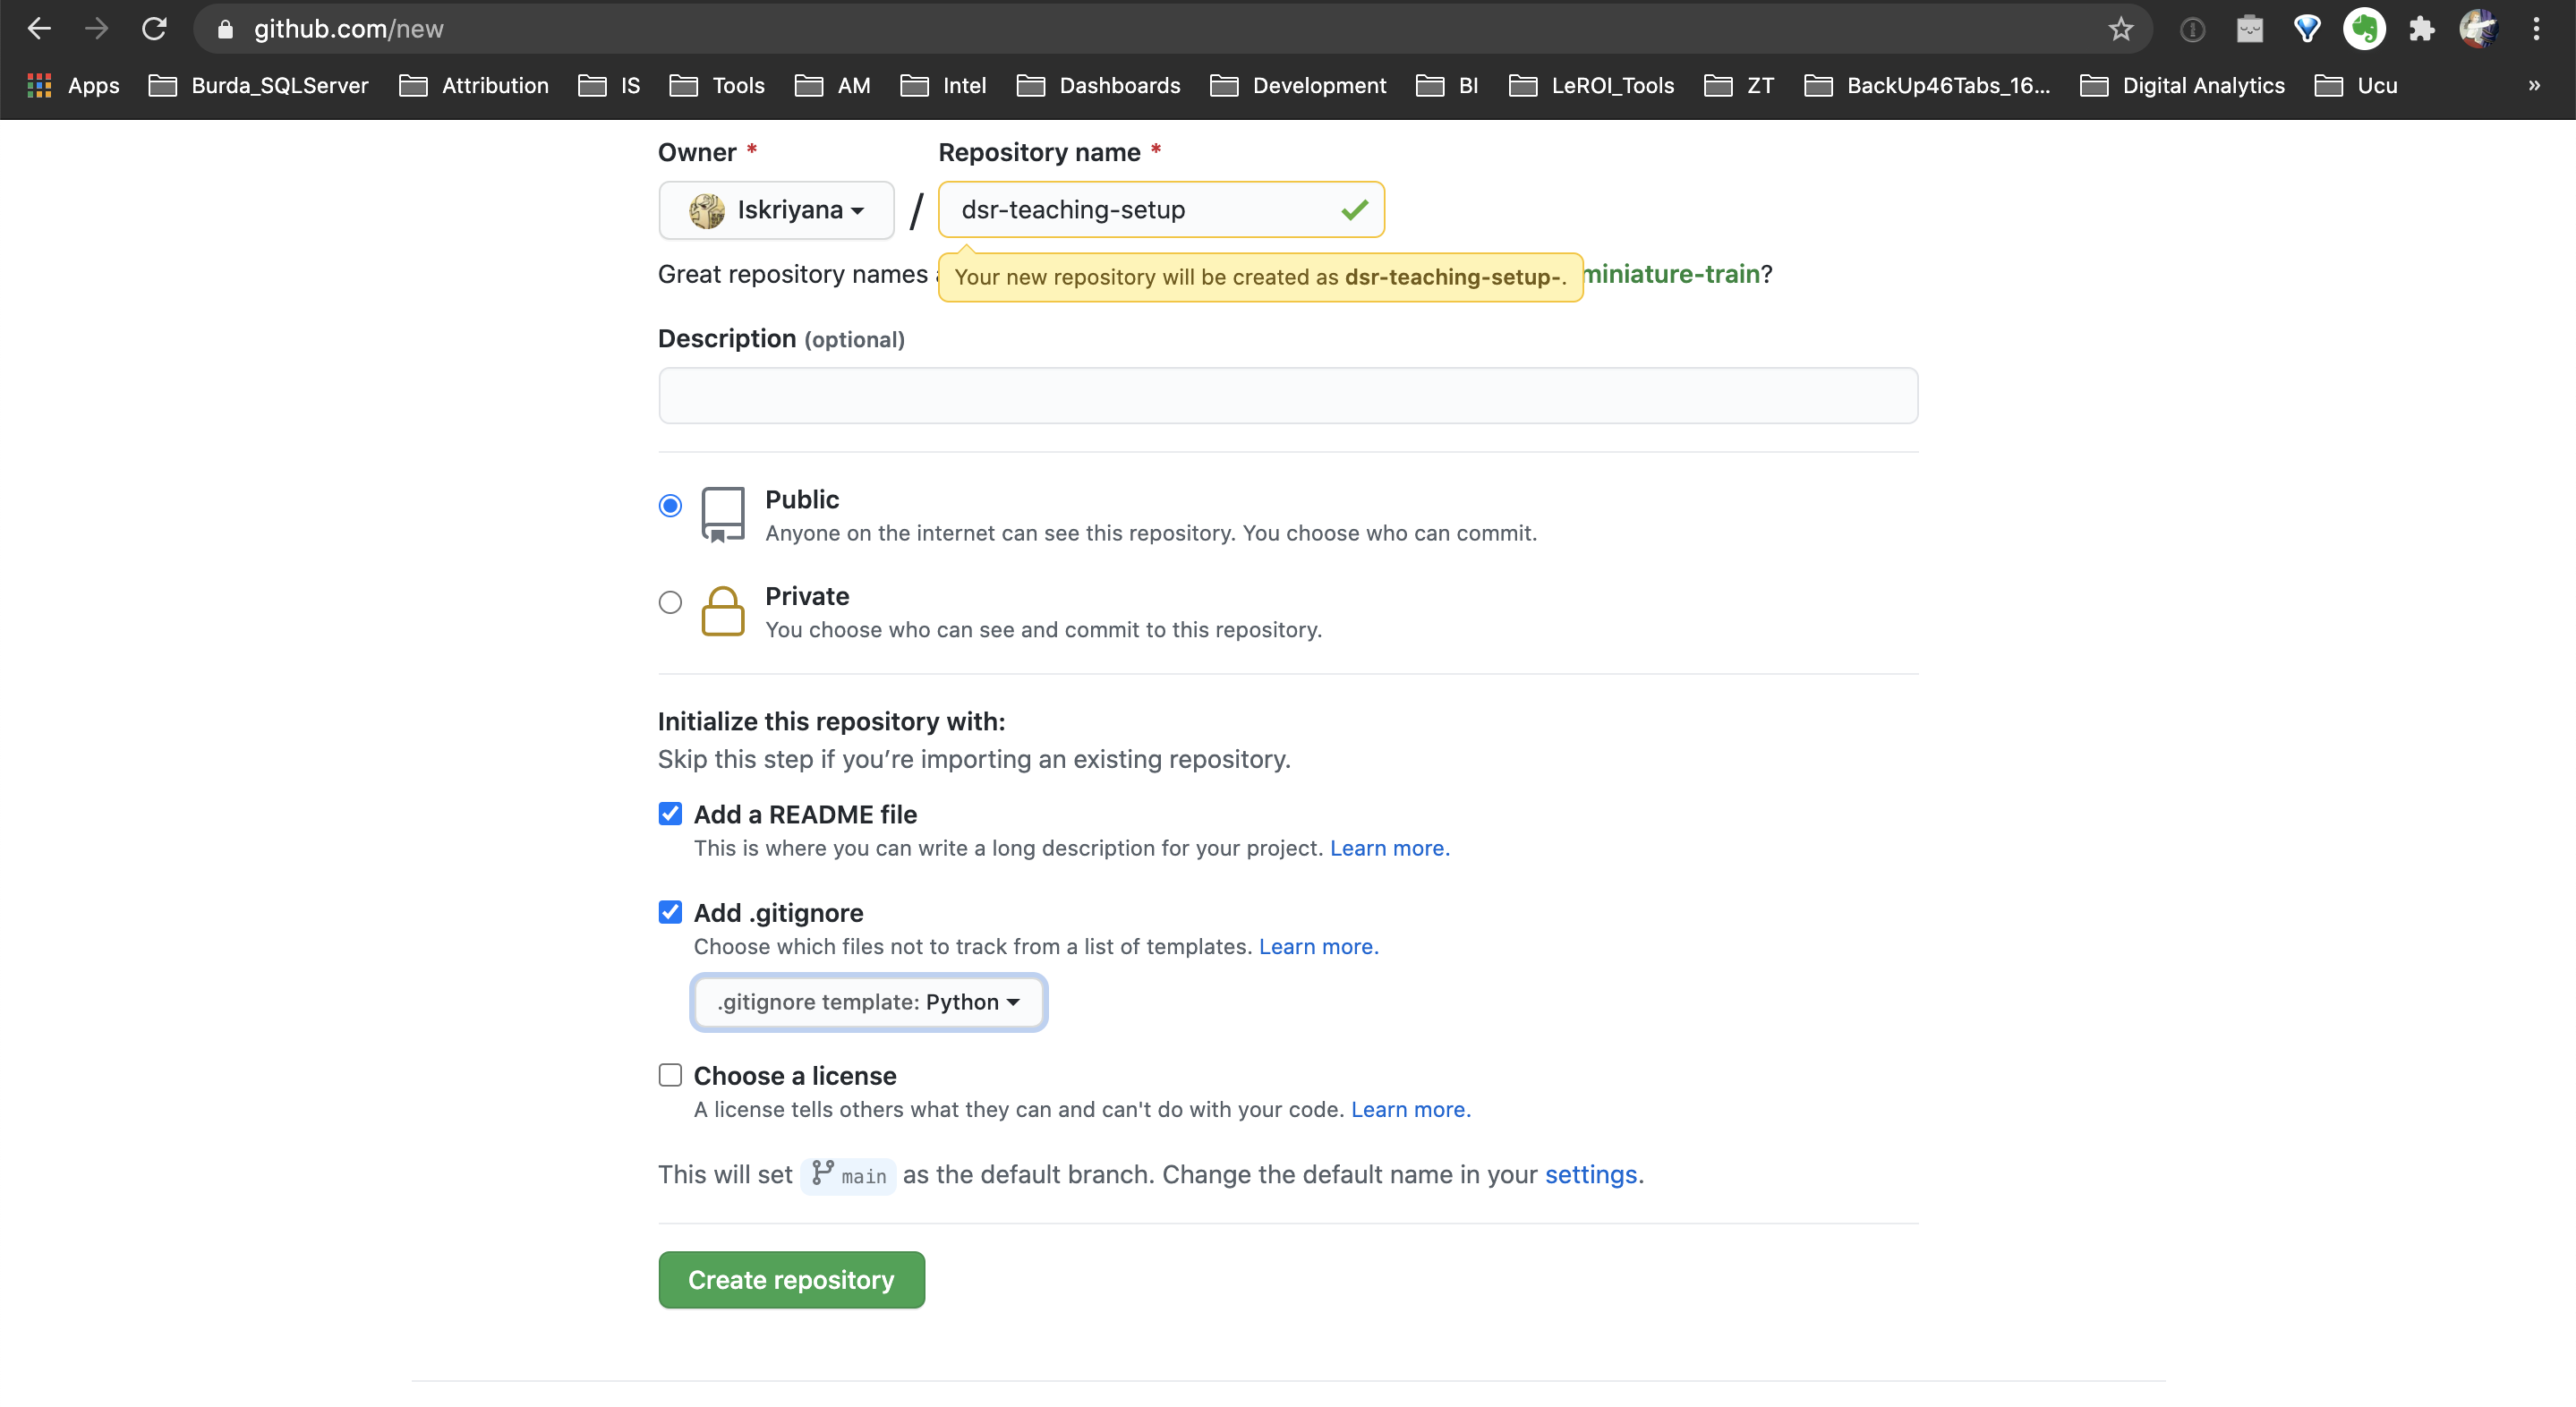 github.com/new
Apps Burda_SQLServer Attribution IS Tools AM Intel Dashboards Development BI LeROI_Tools ZT BackUp46Tabs_16... Digital Analytics Ucu »
Owner * Repository name *
Iskriyana / dsr-teaching-setup
Great repository names
Your new repository will be created as dsr-teaching-setup-.
miniature-train?
Description (optional)
Public
Anyone on the internet can see this repository. You choose who can commit.
Private
You choose who can see and commit to this repository.
Initialize this repository with:
Skip this step if you’re importing an existing repository.
Add a README file
This is where you can write a long description for your project. Learn more.
Add .gitignore
Choose which files not to track from a list of templates. Learn more.
.gitignore template: Python
Choose a license
A license tells others what they can and can't do with your code. Learn more.
This will set main as the default branch. Change the default name in your settings.
Create repository